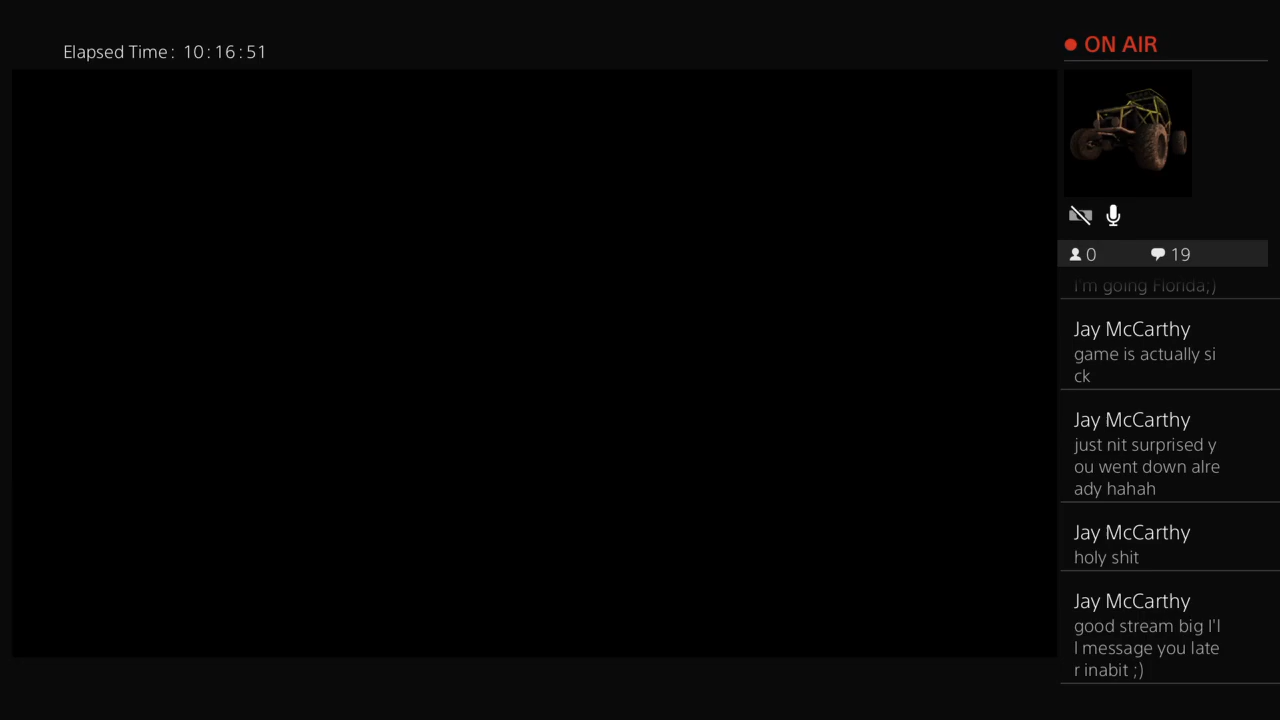 Elapsed Time: 10:16:51
ON AIR
0 19
I'm going Florida;)
Jay McCarthy
game is actually si
ck
Jay McCarthy
just nit surprised y
ou went down alre
ady hahah
Jay McCarthy
holy shit
Jay McCarthy
good stream big I'l
l message you late
r inabit ;)